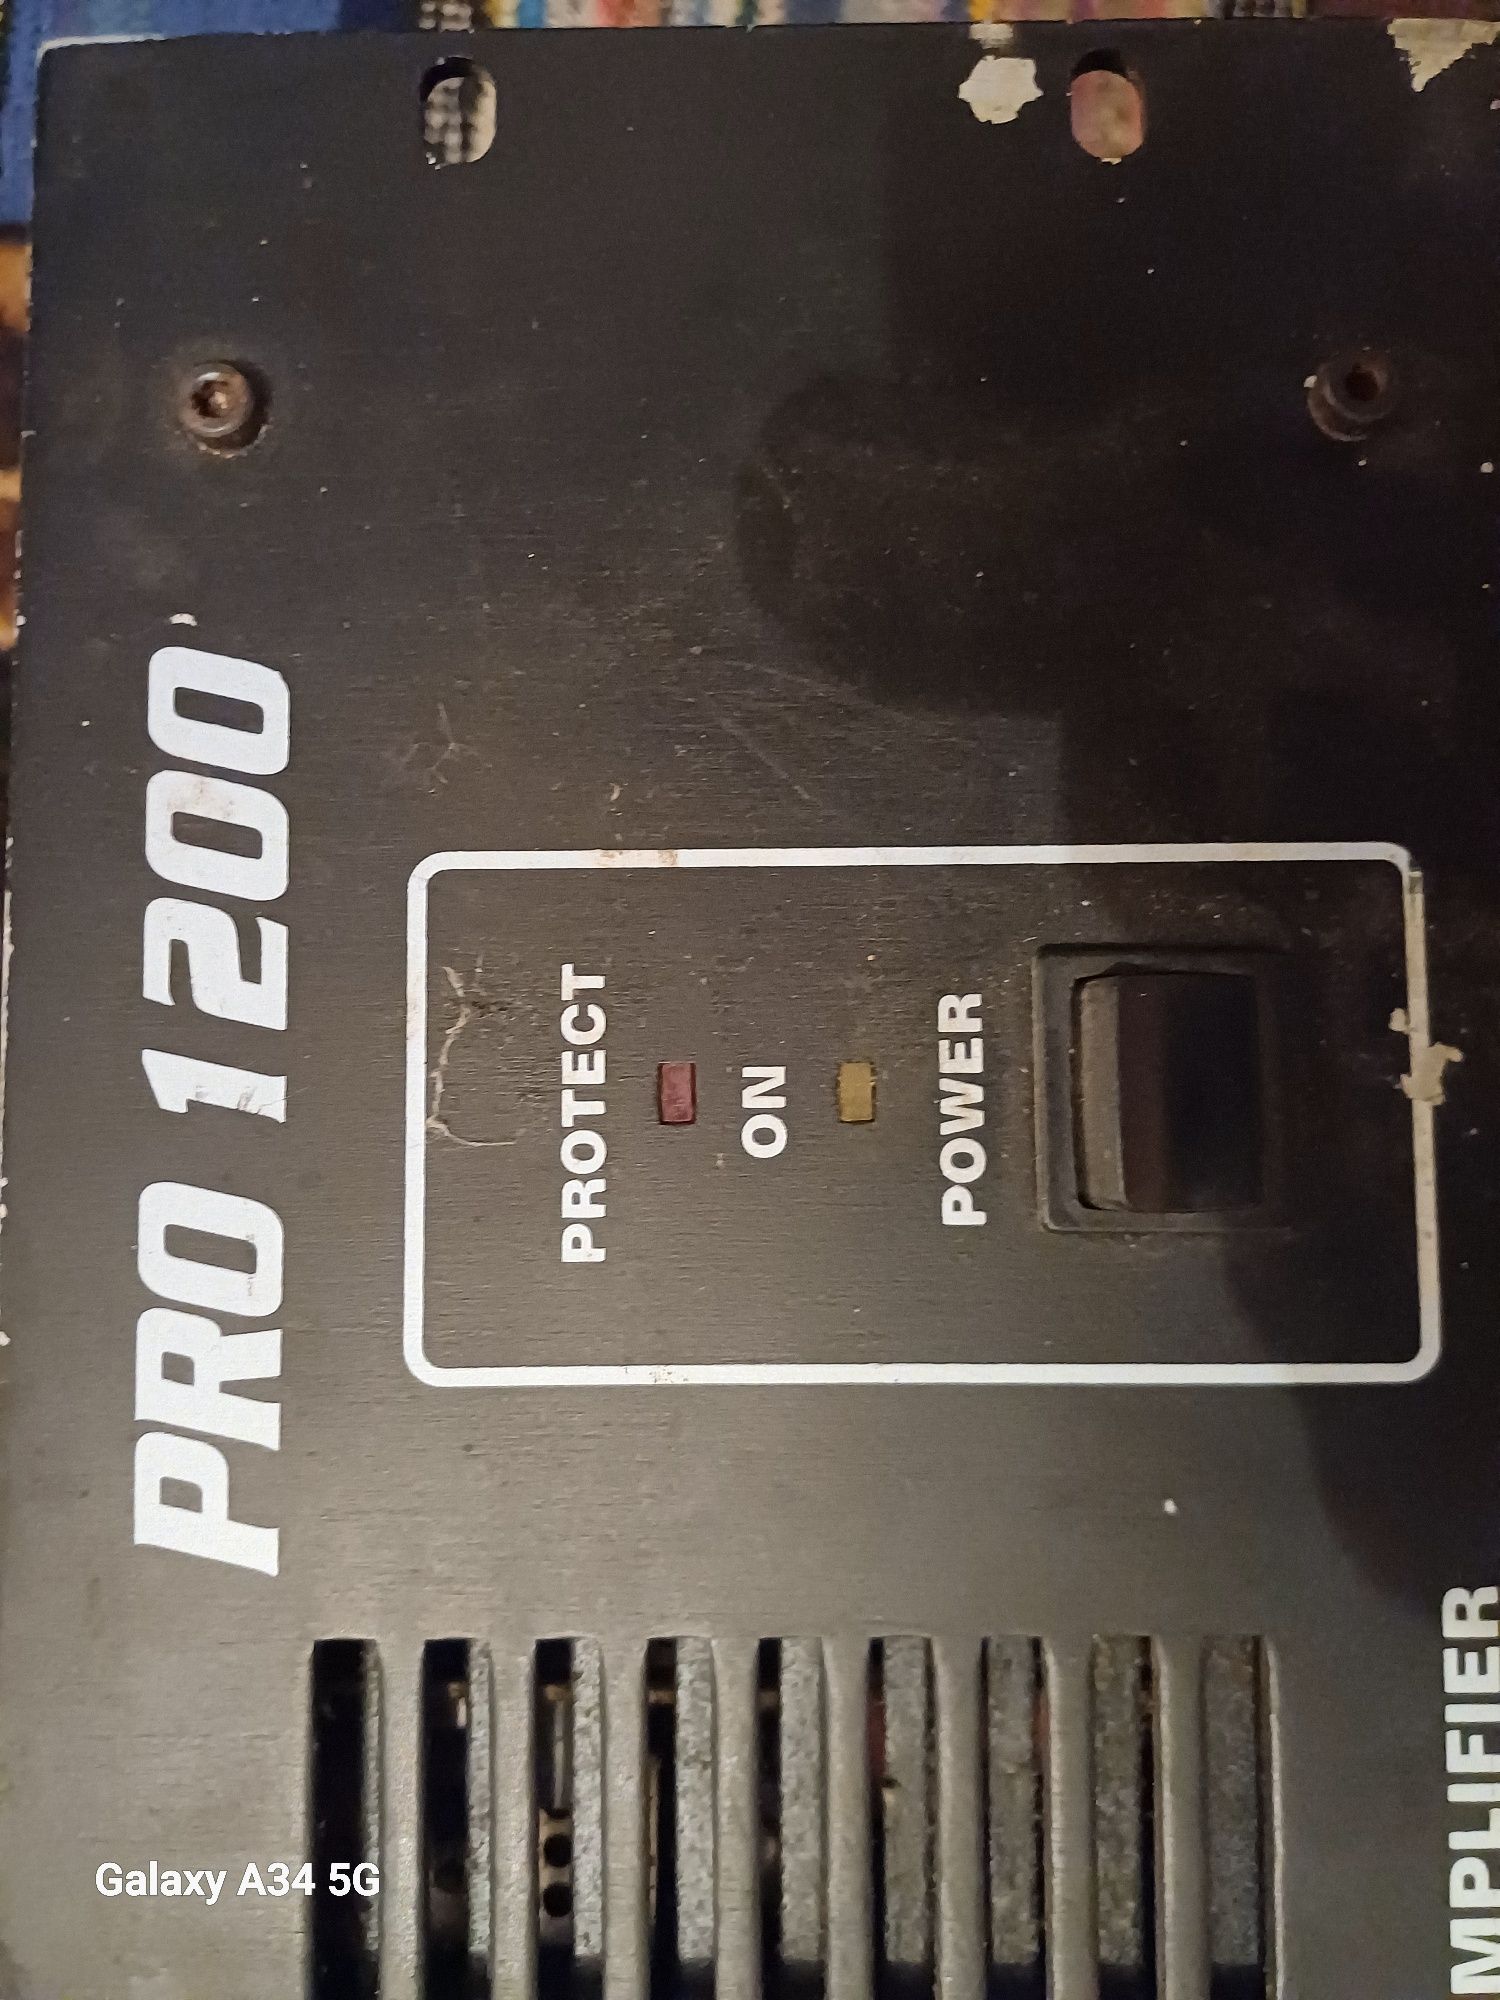 PRO 1200
PROTECT
ON
POWER
MPLIFIER
Galaxy A34 5G